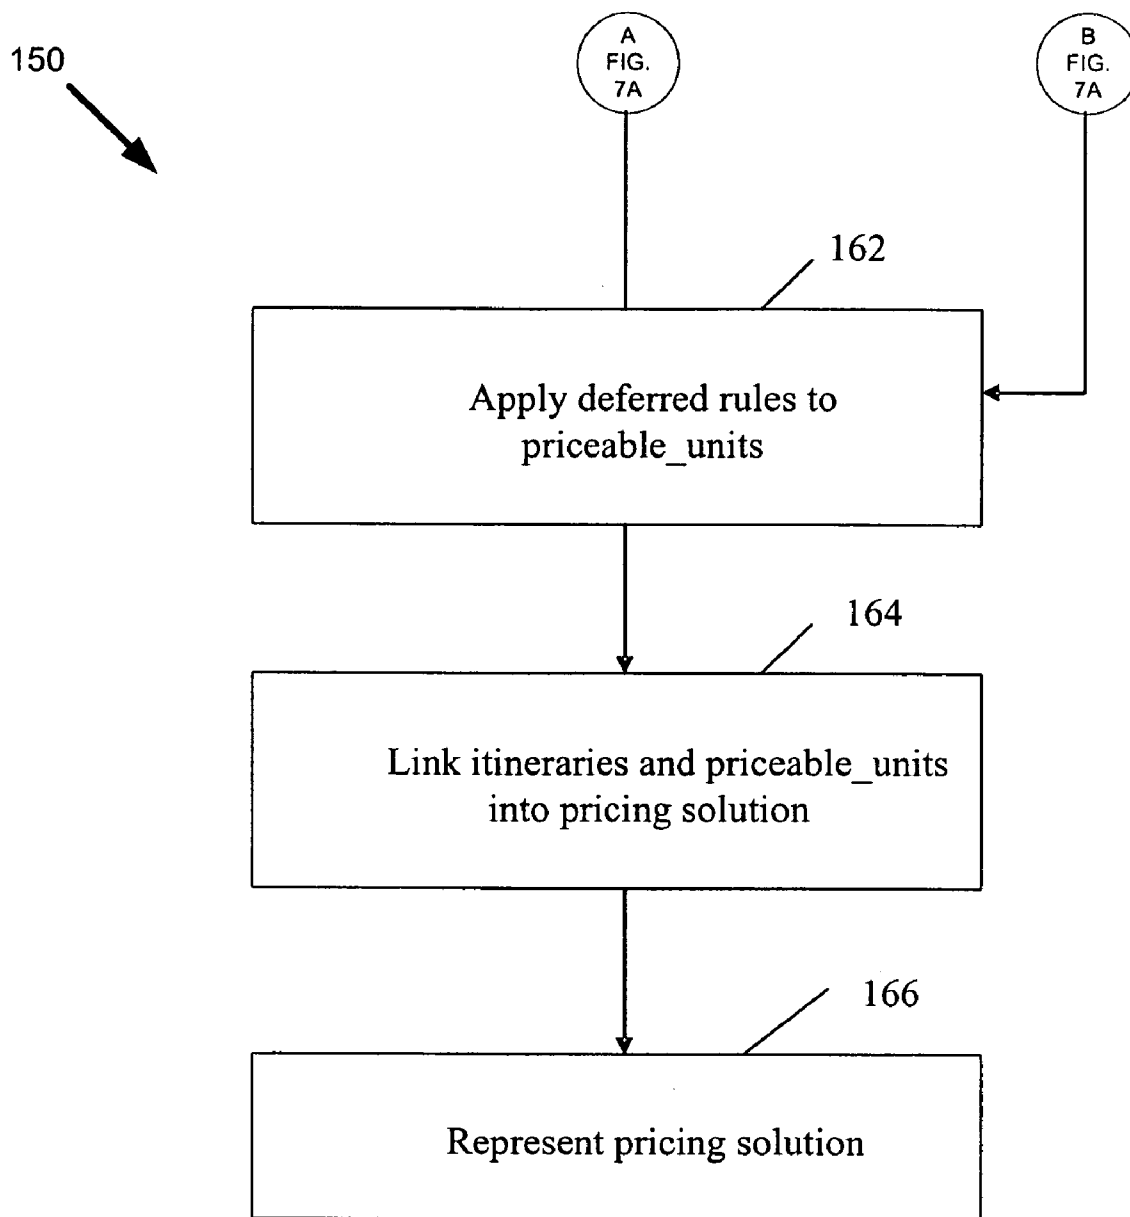 150
A
FIG.
7A
B
FIG.
7A
162
Apply deferred rules to
priceable_units
164
Link itineraries and priceable_units
into pricing solution
166
Represent pricing solution